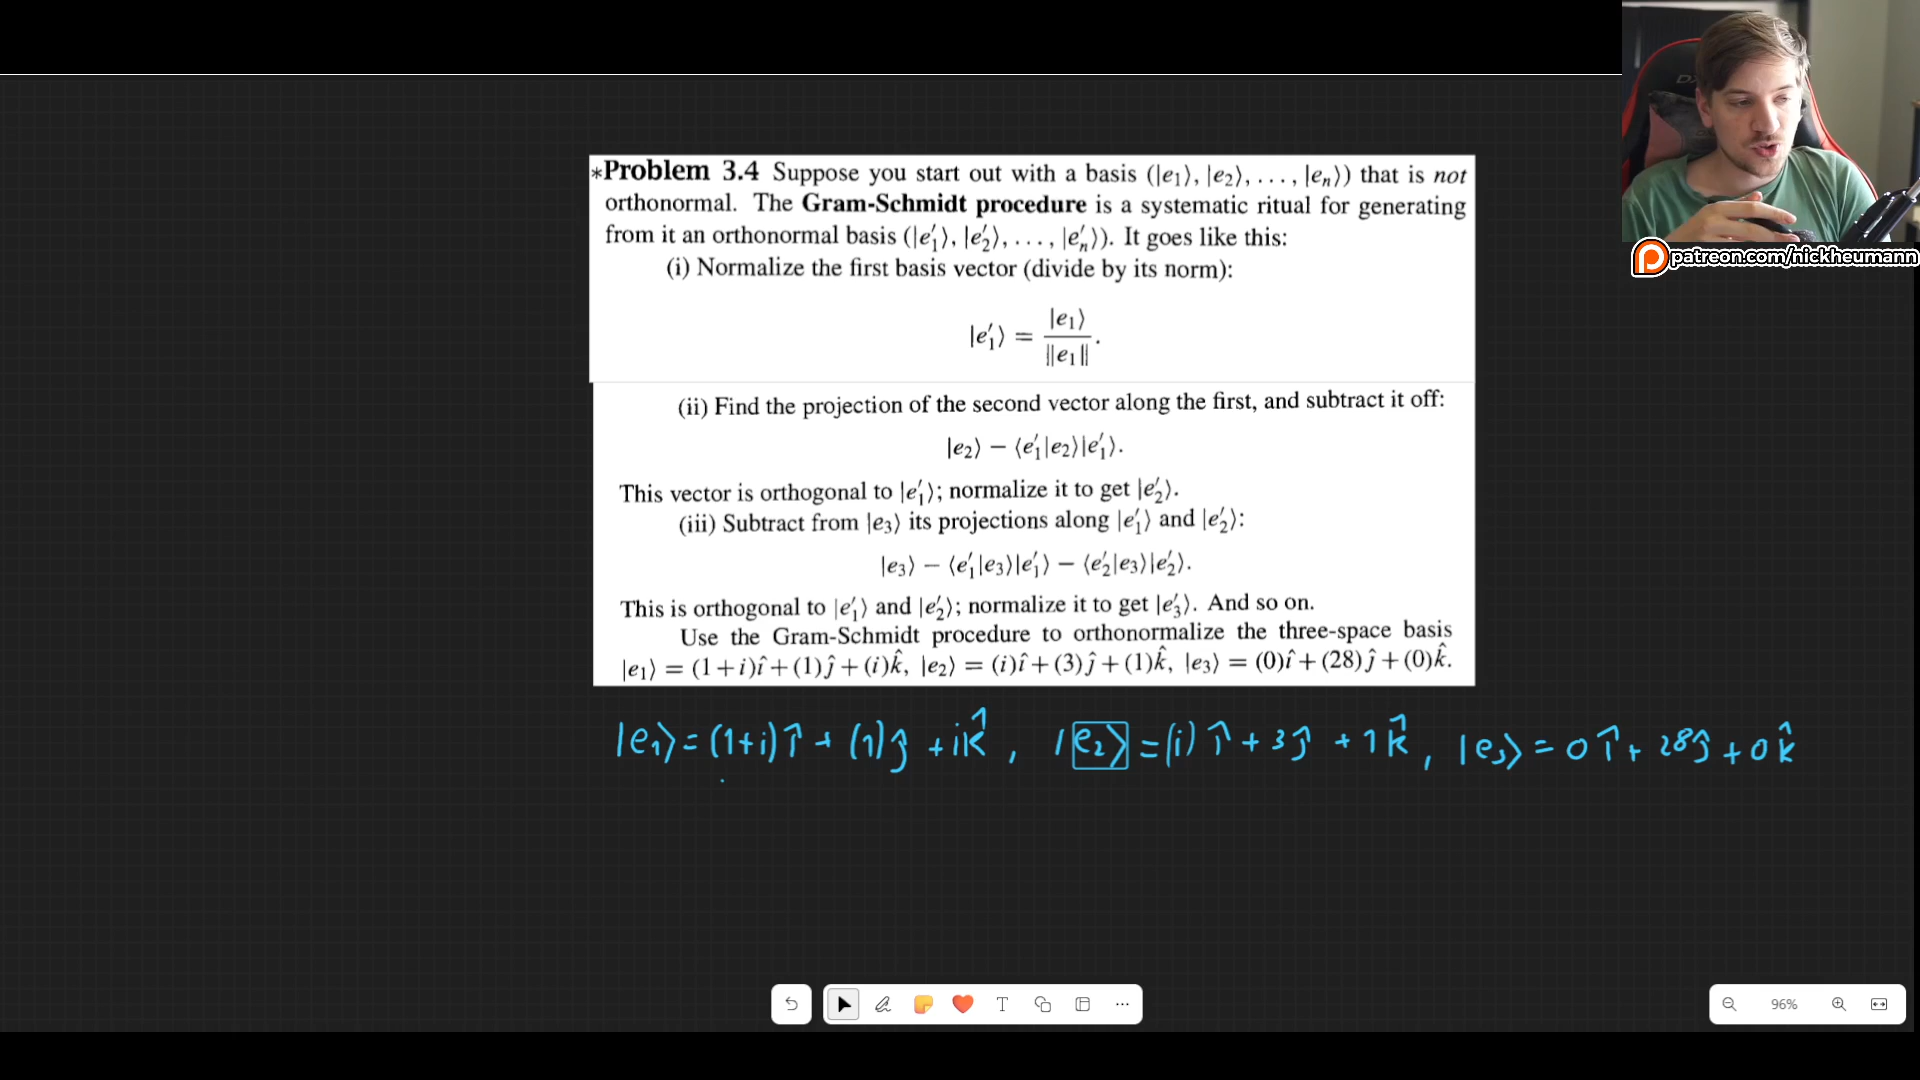 *Problem 3.4 Suppose you start out with a basis (|e₁⟩, |e₂⟩, . . . , |eₙ⟩) that is not
orthonormal. The Gram-Schmidt procedure is a systematic ritual for generating
from it an orthonormal basis (|e′₁⟩, |e′₂⟩, . . . , |e′ₙ⟩). It goes like this:
(i) Normalize the first basis vector (divide by its norm):
|e′₁⟩ = |e₁⟩ / ‖e₁‖ .
(ii) Find the projection of the second vector along the first, and subtract it off:
|e₂⟩ − ⟨e′₁|e₂⟩|e′₁⟩.
This vector is orthogonal to |e′₁⟩; normalize it to get |e′₂⟩.
(iii) Subtract from |e₃⟩ its projections along |e′₁⟩ and |e′₂⟩:
|e₃⟩ − ⟨e′₁|e₃⟩|e′₁⟩ − ⟨e′₂|e₃⟩|e′₂⟩.
This is orthogonal to |e′₁⟩ and |e′₂⟩; normalize it to get |e′₃⟩. And so on.
Use the Gram-Schmidt procedure to orthonormalize the three-space basis
|e₁⟩ = (1+i)î+(1)ĵ+(i)k̂, |e₂⟩ = (i)î+(3)ĵ+(1)k̂, |e₃⟩ = (0)î+(28)ĵ+(0)k̂.
|e₁⟩ = (1+i)î + (1)ĵ + ik̂ , |e₂⟩ = (i) î + 3ĵ + 1k̂ , |e₃⟩ = 0 î + 28ĵ + 0 k̂
patreon.com/nickheumann
T
96%